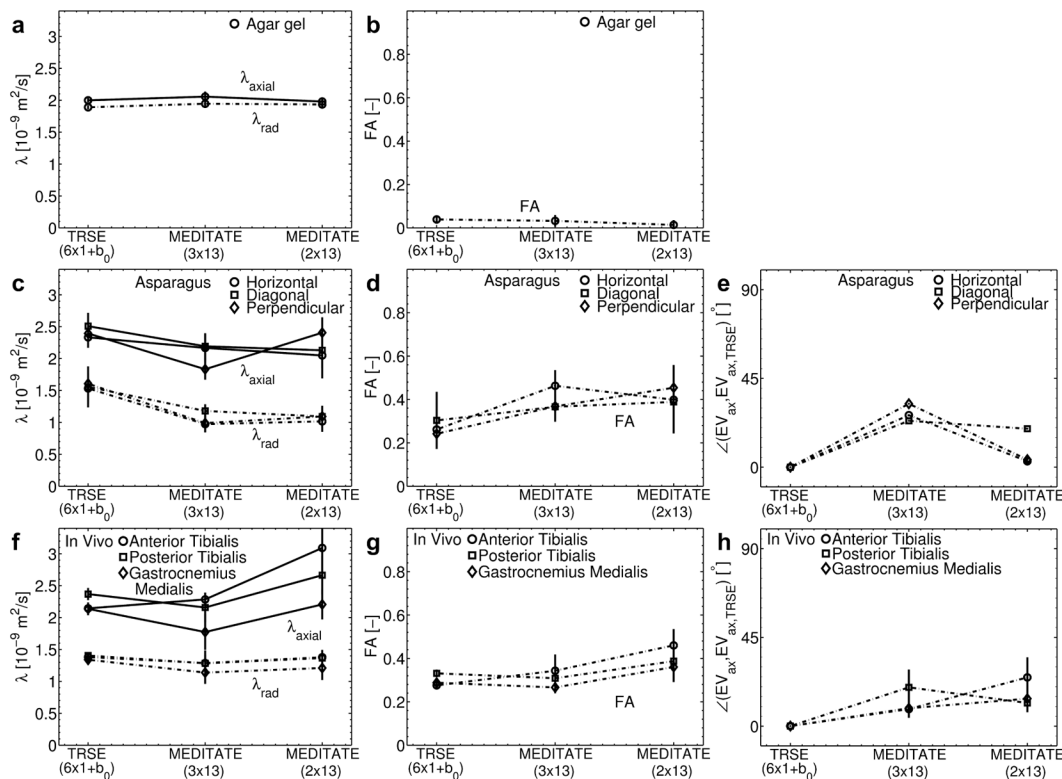 a
Agar gel
3
2.5
2
1.5
1
0.5
0
λ [10⁻⁹ m²/s]
λaxial
λrad
TRSE MEDITATE MEDITATE
(6x1+b₀) (3x13) (2x13)
b
Agar gel
0.8
0.6
0.4
0.2
0
FA [−]
FA
TRSE MEDITATE MEDITATE
(6x1+b₀) (3x13) (2x13)
c
Asparagus Horizontal
Diagonal
Perpendicular
3
2.5
2
1.5
1
0.5
0
λ [10⁻⁹ m²/s]
λaxial
λrad
TRSE MEDITATE MEDITATE
(6x1+b₀) (3x13) (2x13)
d
Asparagus Horizontal
Diagonal
Perpendicular
0.8
0.6
0.4
0.2
0
FA [−]
FA
TRSE MEDITATE MEDITATE
(6x1+b₀) (3x13) (2x13)
e
Asparagus Horizontal
Diagonal
Perpendicular
90
45
0
∠(EVax,EVax,TRSE) [°]
TRSE MEDITATE MEDITATE
(6x1+b₀) (3x13) (2x13)
f
In Vivo Anterior Tibialis
Posterior Tibialis
Gastrocnemius
Medialis
3
2.5
2
1.5
1
0.5
0
λ [10⁻⁹ m²/s]
λaxial
λrad
TRSE MEDITATE MEDITATE
(6x1+b₀) (3x13) (2x13)
g
In Vivo Anterior Tibialis
Posterior Tibialis
Gastrocnemius Medialis
0.8
0.6
0.4
0.2
0
FA [−]
FA
TRSE MEDITATE MEDITATE
(6x1+b₀) (3x13) (2x13)
h
In Vivo Anterior Tibialis
Posterior Tibialis
Gastrocnemius Medialis
90
45
0
∠(EVax,EVax,TRSE) [°]
TRSE MEDITATE MEDITATE
(6x1+b₀) (3x13) (2x13)